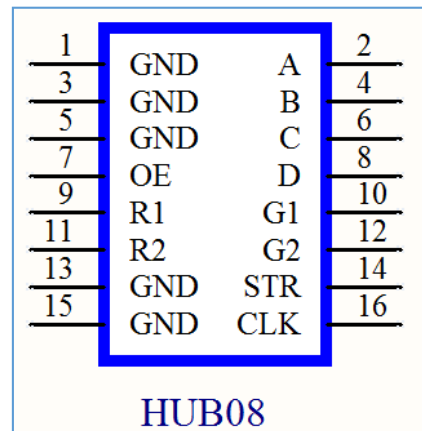 1 GND A 2
3 GND B 4
5 GND C 6
7 OE D 8
9 R1 G1 10
11 R2 G2 12
13 GND STR 14
15 GND CLK 16
HUB08